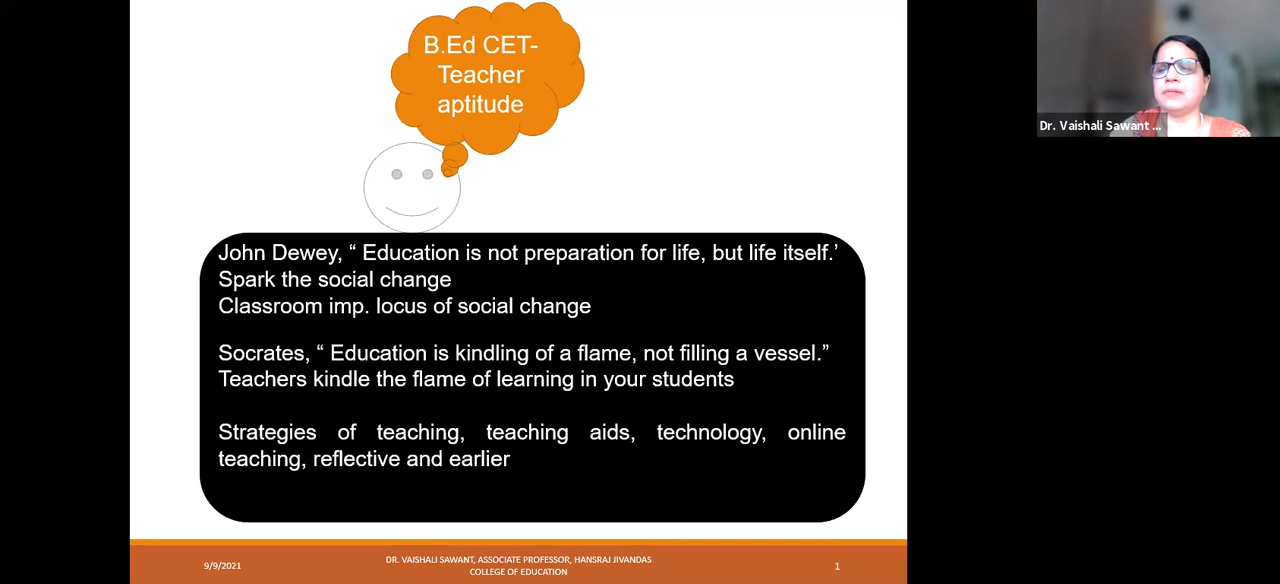 B.Ed CET-
Teacher
aptitude
Dr. Vaishali Sawant ...
John Dewey, “ Education is not preparation for life, but life itself.’
Spark the social change
Classroom imp. locus of social change
Socrates, “ Education is kindling of a flame, not filling a vessel.”
Teachers kindle the flame of learning in your students
Strategies of teaching, teaching aids, technology, online
teaching, reflective and earlier
9/9/2021
DR. VAISHALI SAWANT, ASSOCIATE PROFESSOR, HANSRAJ JIVANDAS
COLLEGE OF EDUCATION
1